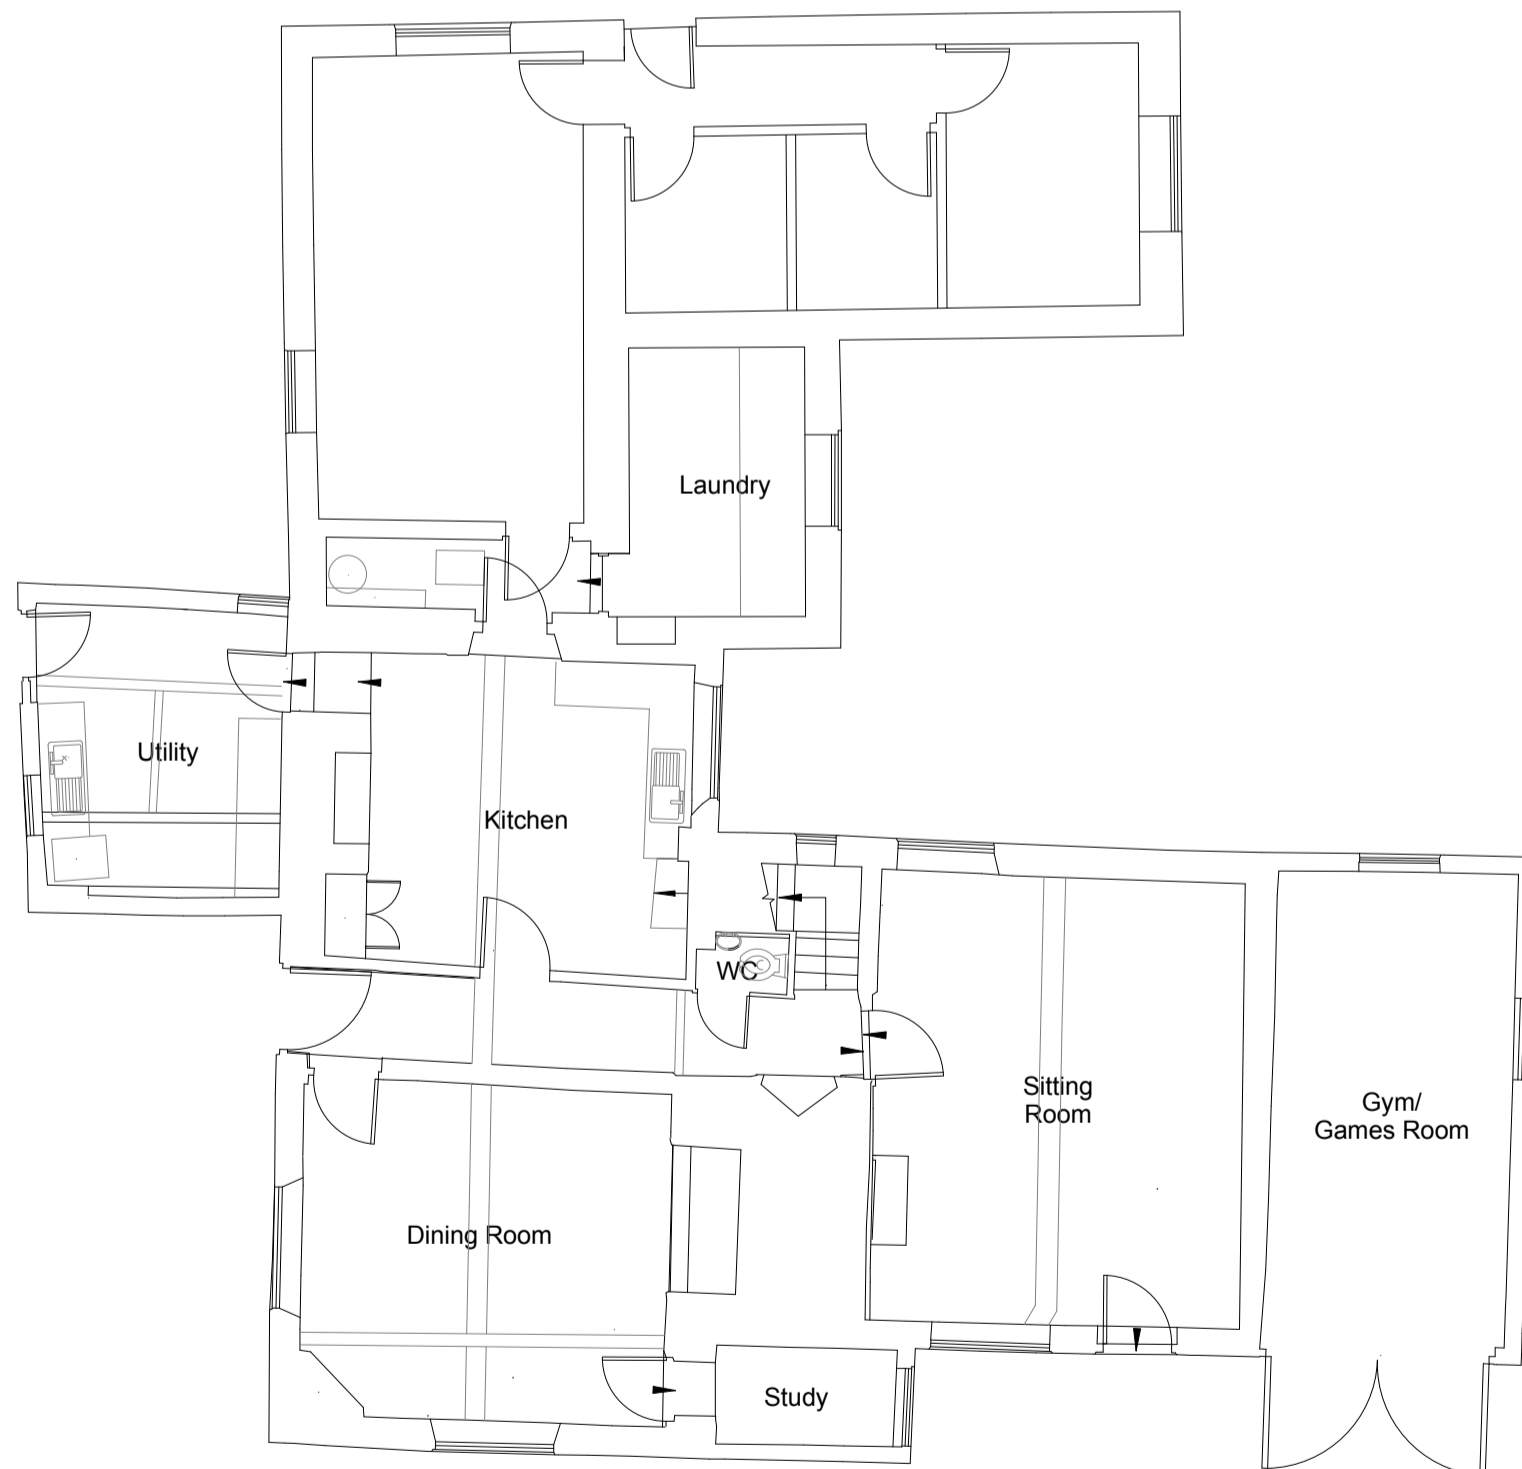 Laundry
Utility
Kitchen
WC
Sitting
Room
Gym/
Games Room
Dining Room
Study